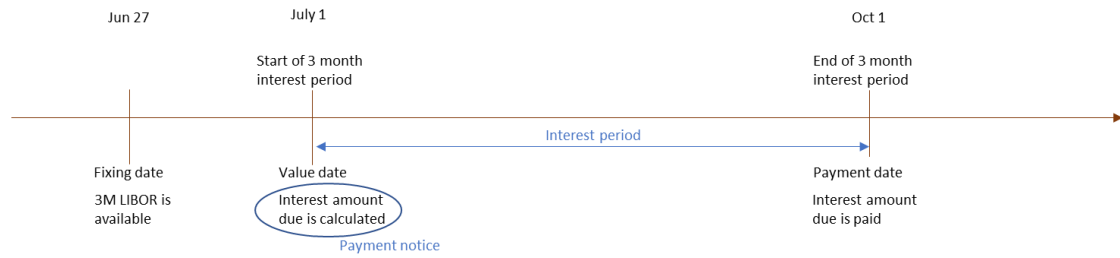 Jun 27
July 1
Oct 1
Start of 3 month
interest period
End of 3 month
interest period
Interest period
Fixing date
Value date
Payment date
3M LIBOR is
available
Interest amount
due is calculated
Interest amount
due is paid
Payment notice